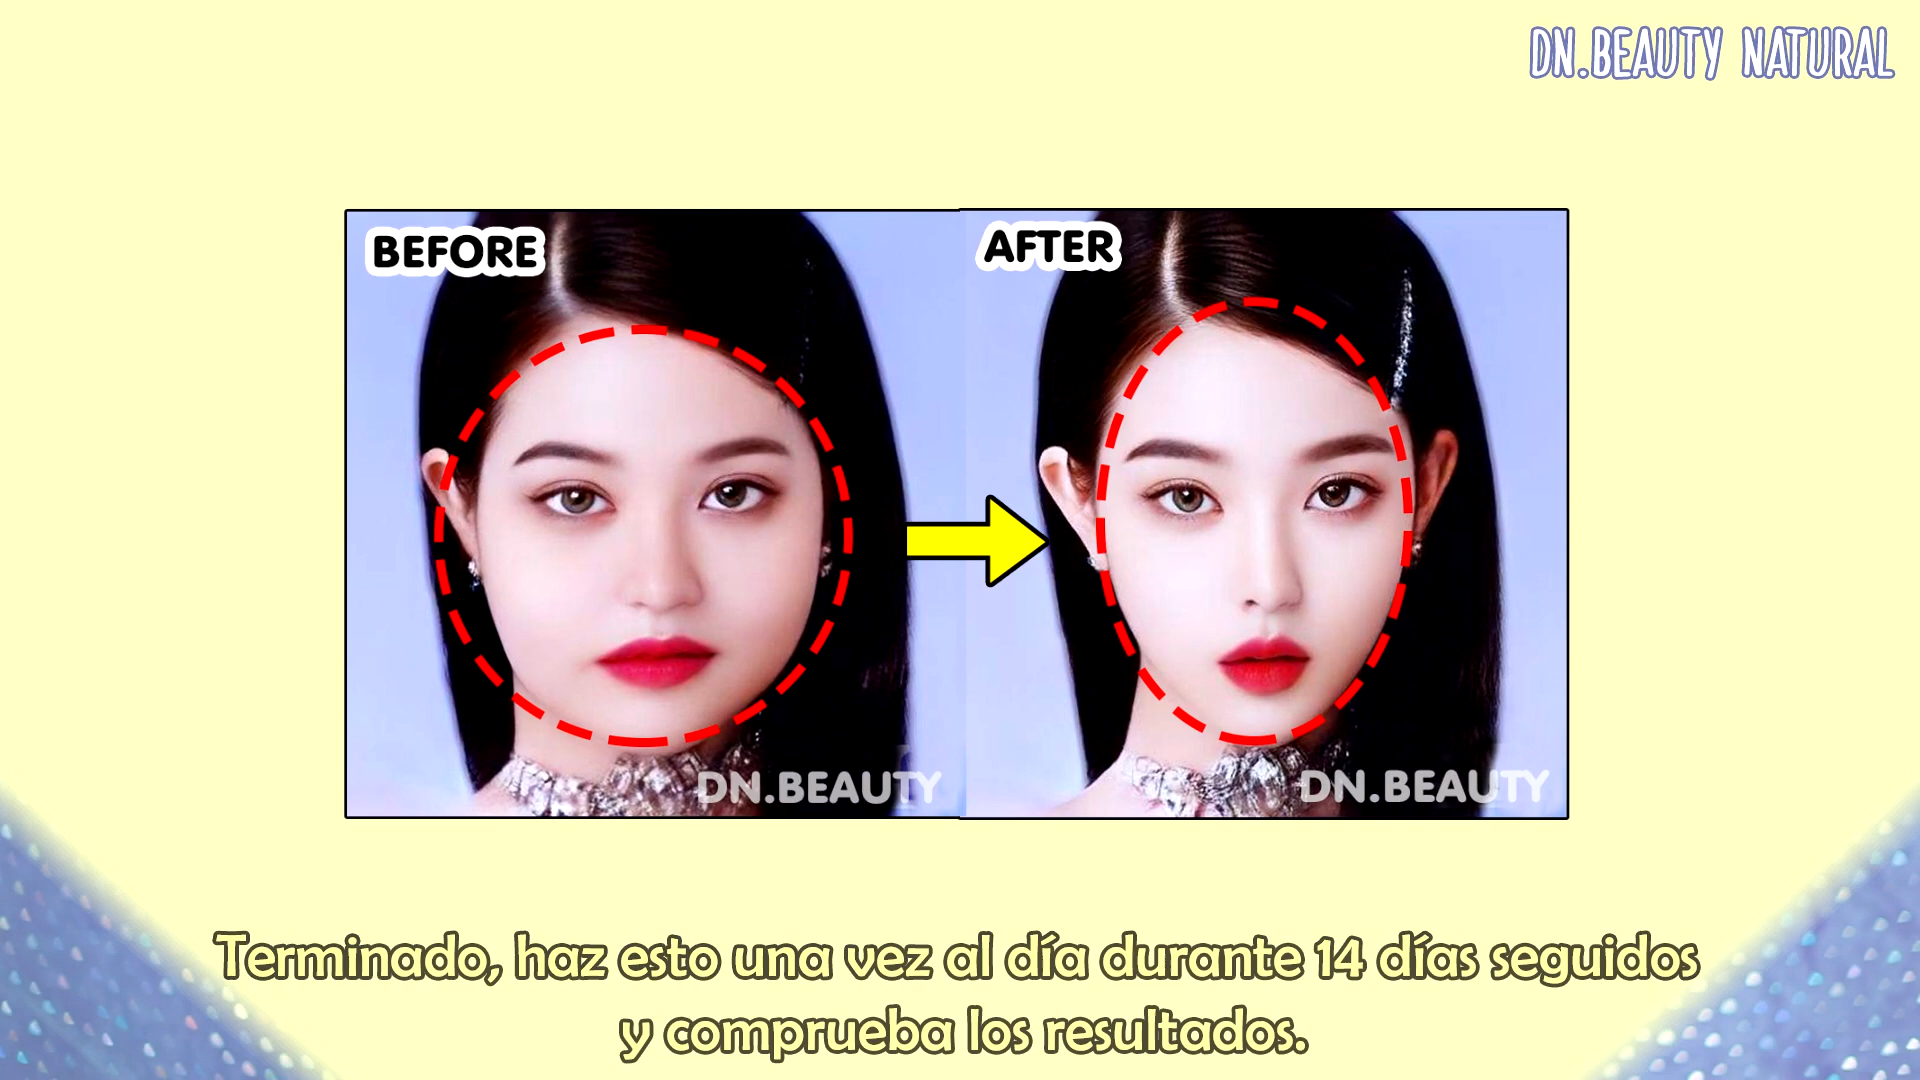 DN.BEAUTY NATURAL
BEFORE
AFTER
DN.BEAUTY
DN.BEAUTY
Terminado, haz esto una vez al día durante 14 días seguidos
y comprueba los resultados.